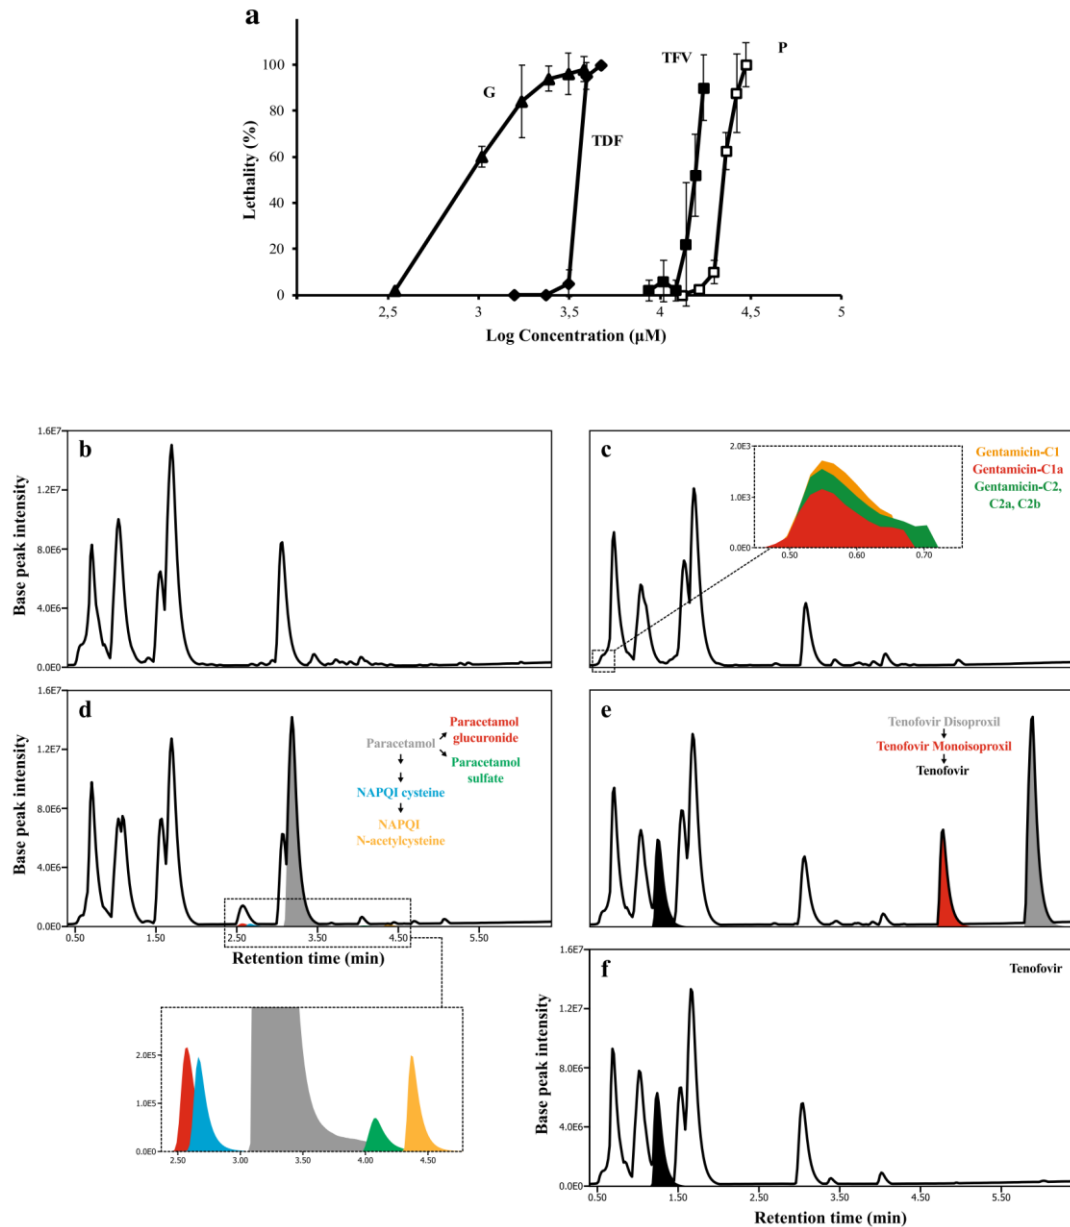 a
100
80
60
40
20
0
Lethality (%)
G
TDF
TFV
P
2,5
3
3,5
4
4,5
5
Log Concentration (µM)
b
1.6E7
1.2E7
8.0E6
4.0E6
0.0E0
Base peak intensity
c
2.0E3
1.0E3
0.0E0
0.50
0.60
0.70
Gentamicin-C1
Gentamicin-C1a
Gentamicin-C2,
C2a, C2b
d
1.6E7
1.2E7
8.0E6
4.0E6
0.0E0
Base peak intensity
Paracetamol
Paracetamol
glucuronide
Paracetamol
sulfate
NAPQI cysteine
NAPQI
N-acetylcysteine
0.50
1.50
2.50
3.50
4.50
5.50
Retention time (min)
2.0E5
1.0E5
0.0E0
2.50
3.00
3.50
4.00
4.50
e
Tenofovir Disoproxil
Tenofovir Monoisoproxil
Tenofovir
f
Tenofovir
1.6E7
1.2E7
8.0E6
4.0E6
0.0E0
Base peak intensity
0.50
1.50
2.50
3.50
4.50
5.50
Retention time (min)